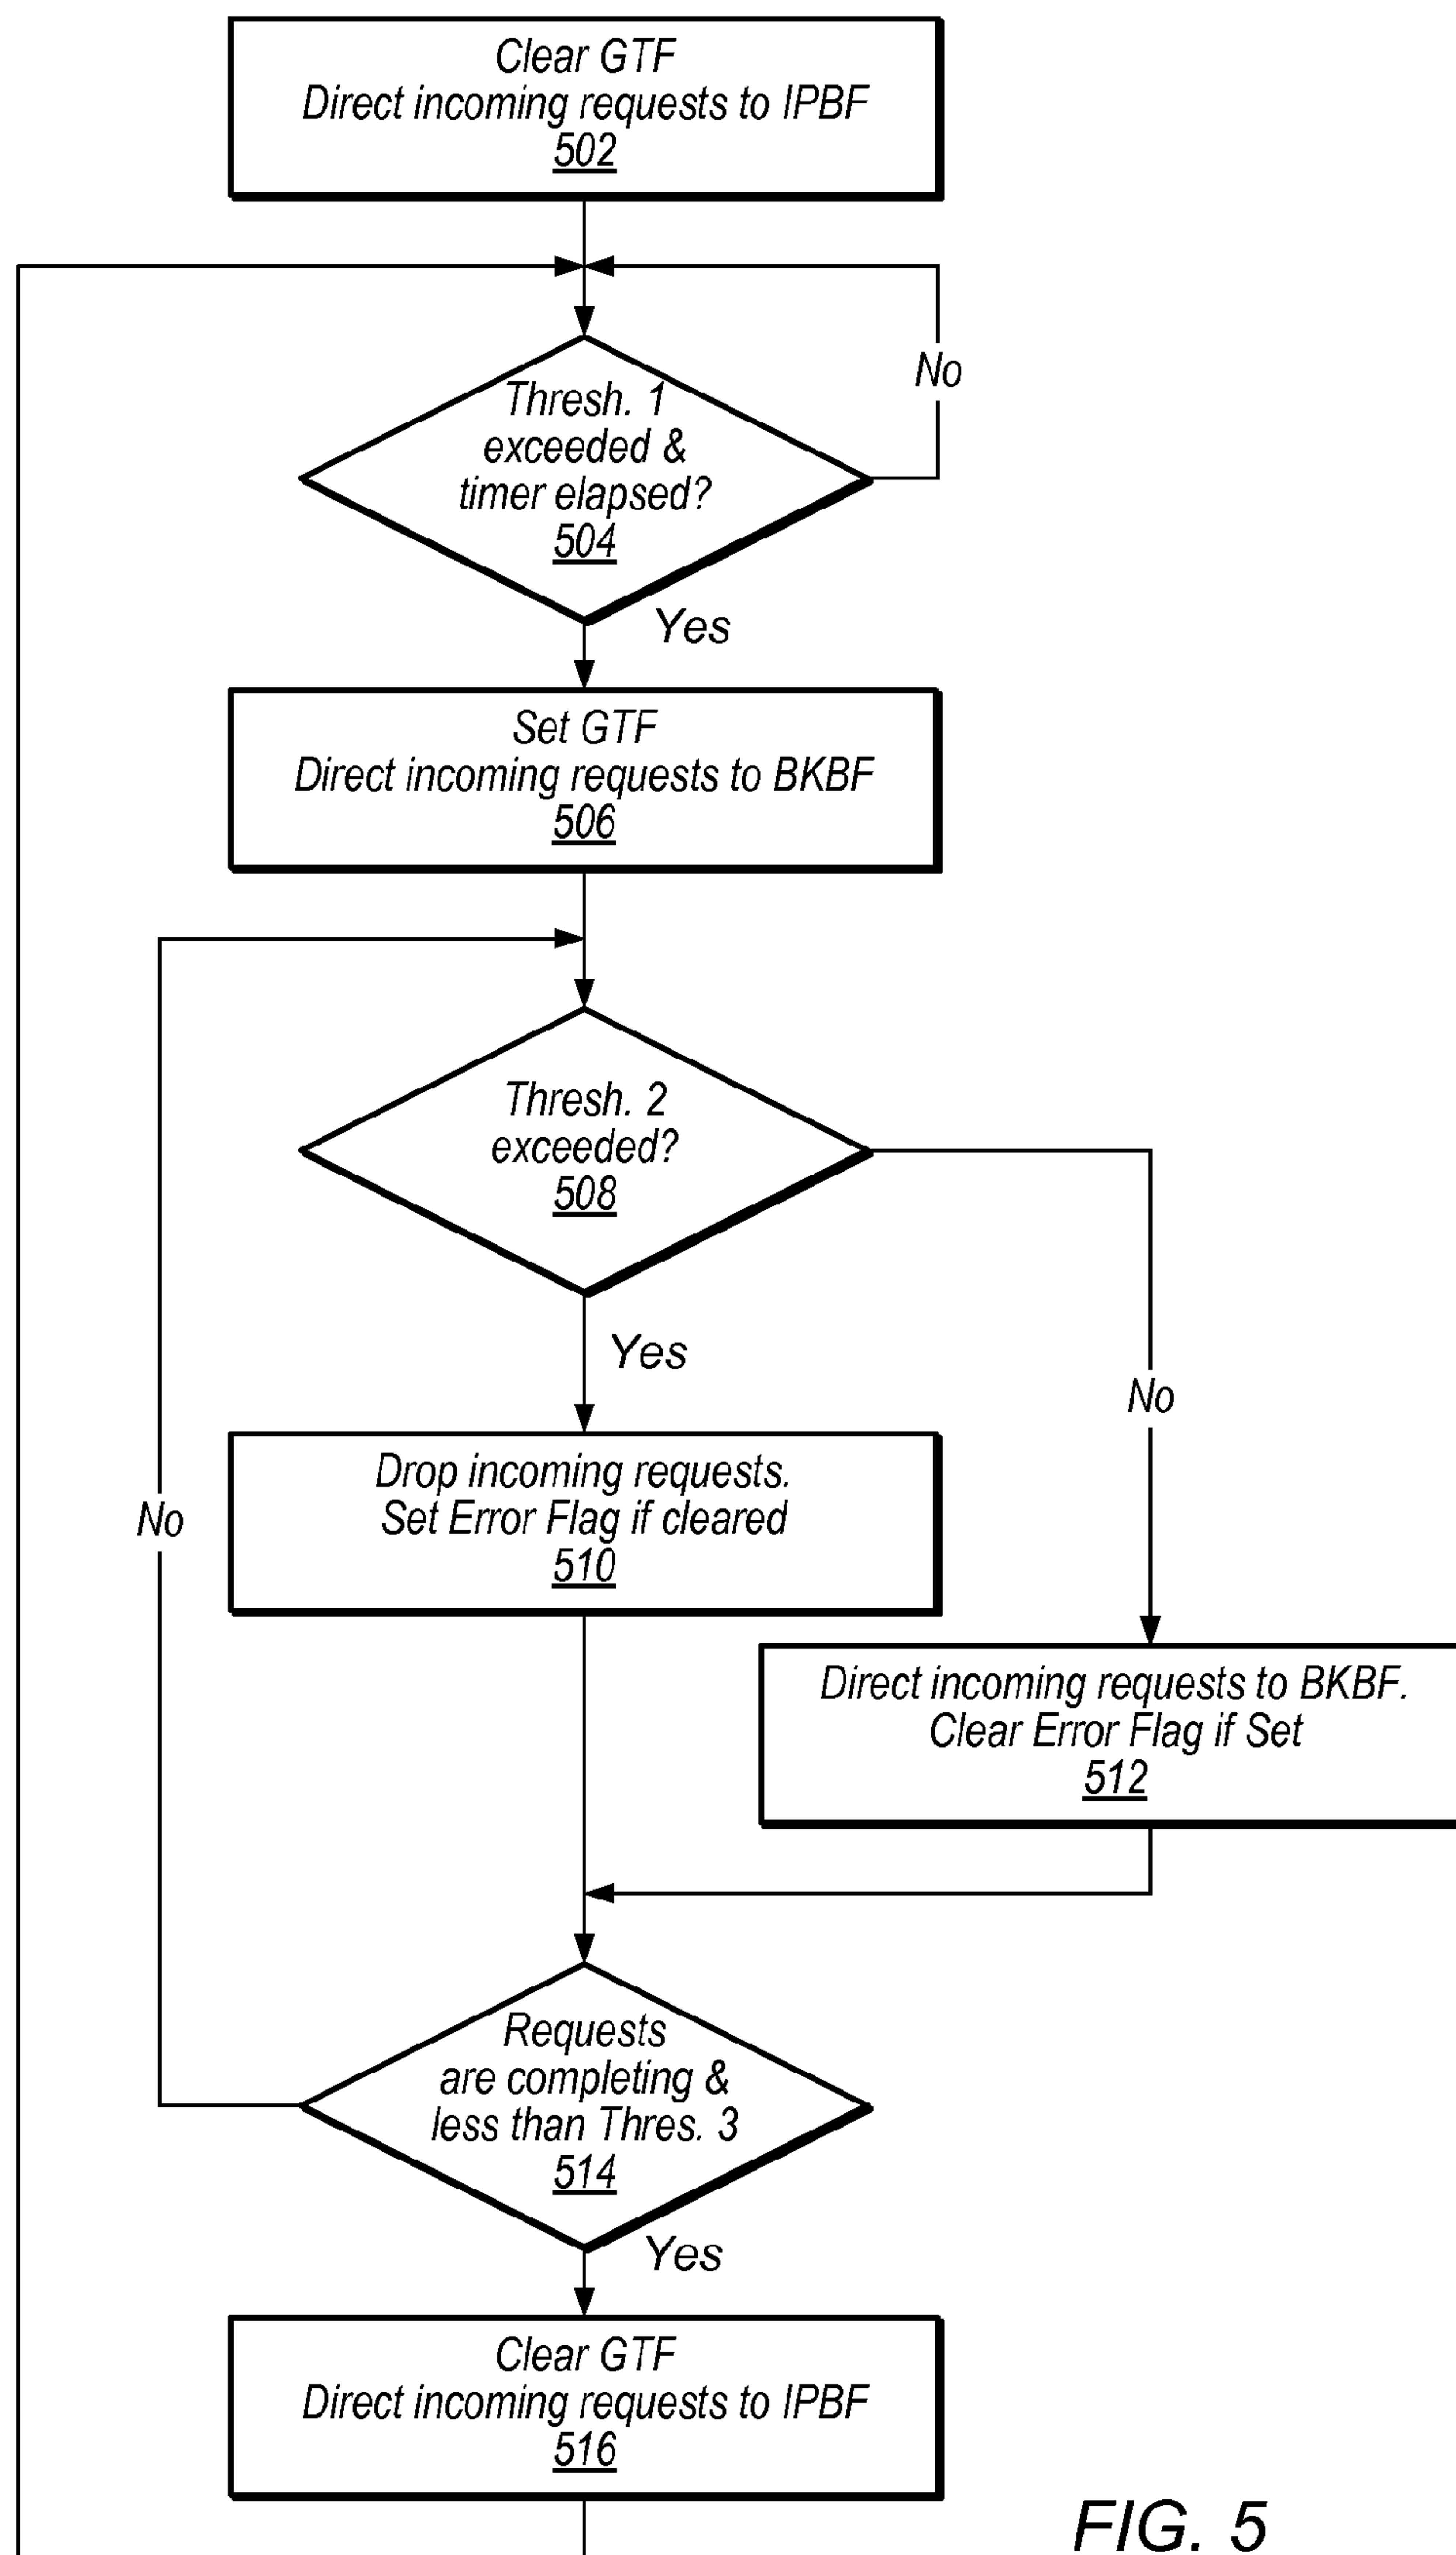 Clear GTF
Direct incoming requests to IPBF
502
No
Thresh. 1
exceeded &
timer elapsed?
504
Yes
Set GTF
Direct incoming requests to BKBF
506
Thresh. 2
exceeded?
508
Yes
No
Drop incoming requests.
Set Error Flag if cleared
510
No
Direct incoming requests to BKBF.
Clear Error Flag if Set
512
Requests
are completing &
less than Thres. 3
514
Yes
Clear GTF
Direct incoming requests to IPBF
516
FIG. 5